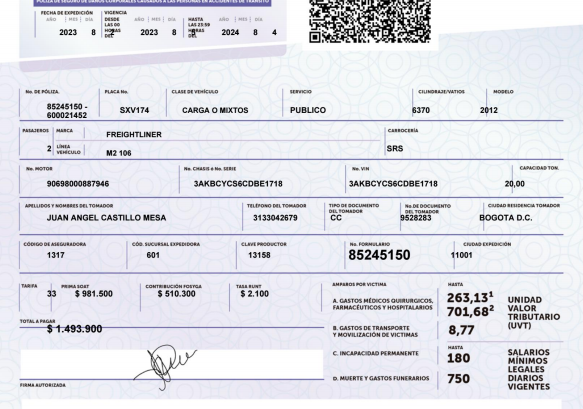 PÓLIZA DE SEGURO DE DAÑOS CORPORALES CAUSADOS A LAS PERSONAS EN ACCIDENTES DE TRÁNSITO
FECHA DE EXPEDICIÓN VIGENCIA
AÑO MES DÍA DESDE LAS 00 HORAS DEL AÑO MES DÍA HASTA LAS 23:59 HORAS DEL AÑO MES DÍA
2023 8 2023 8 2024 8 4
No. DE PÓLIZA. PLACA No. CLASE DE VEHÍCULO SERVICIO CILINDRAJE/VATIOS MODELO
85245150 -
600021452
SXV174 CARGA O MIXTOS PUBLICO 6370 2012
PASAJEROS MARCA CARROCERÍA
FREIGHTLINER
2 LÍNEA VEHÍCULO M2 106 SRS
No. MOTOR No. CHASIS ó No. SERIE No. VIN CAPACIDAD TON.
90698000887946 3AKBCYCS6CDBE1718 3AKBCYCS6CDBE1718 20,00
APELLIDOS Y NOMBRES DEL TOMADOR TELÉFONO DEL TOMADOR TIPO DE DOCUMENTO DEL TOMADOR No.DE DOCUMENTO DEL TOMADOR CIUDAD RESIDENCIA TOMADOR
JUAN ANGEL CASTILLO MESA 3133042679 CC 9528283 BOGOTA D.C.
CÓDIGO DE ASEGURADORA CÓD. SUCURSAL EXPEDIDORA CLAVE PRODUCTOR No. FORMULARIO CIUDAD EXPEDICIÓN
1317 601 13158 85245150 11001
TARIFA PRIMA SOAT CONTRIBUCIÓN FOSYGA TASA RUNT
33 $ 981.500 $ 510.300 $ 2.100
TOTAL A PAGAR
$ 1.493.900
FIRMA AUTORIZADA
AMPAROS POR VICTIMA HASTA
A. GASTOS MÉDICOS QUIRURGICOS, FARMACÉUTICOS Y HOSPITALARIOS
263,13¹
701,68²
B. GASTOS DE TRANSPORTE Y MOVILIZACIÓN DE VICTIMAS
8,77
UNIDAD
VALOR
TRIBUTARIO
(UVT)
C. INCAPACIDAD PERMANENTE
HASTA
180
D. MUERTE Y GASTOS FUNERARIOS
750
SALARIOS
MÍNIMOS
LEGALES
DIARIOS
VIGENTES